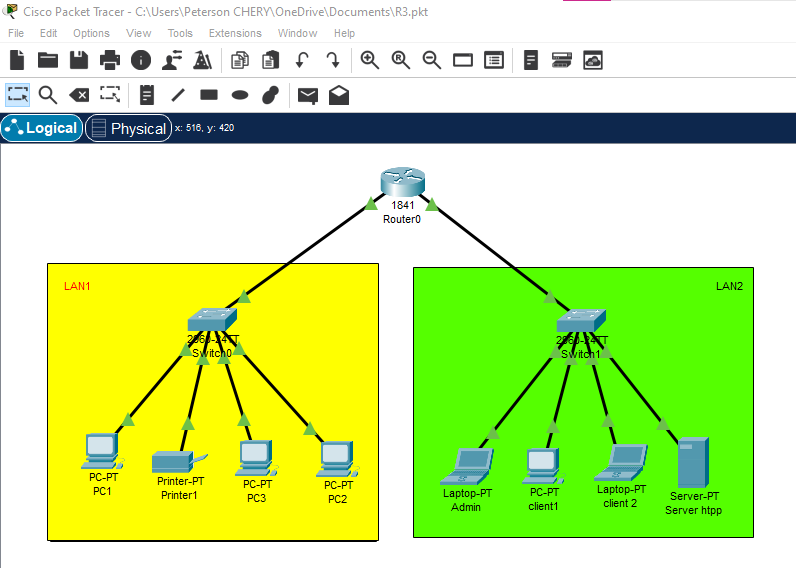 Cisco Packet Tracer - C:\Users\Peterson CHERY\OneDrive\Documents\R3.pkt
File Edit Options View Tools Extensions Window Help
Logical Physical x: 516, y: 420
1841
Router0
LAN1
LAN2
2960-24TT
Switch0
2960-24TT
Switch1
PC-PT
PC1
Printer-PT
Printer1
PC-PT
PC3
PC-PT
PC2
Laptop-PT
Admin
PC-PT
client1
Laptop-PT
client 2
Server-PT
Server htpp